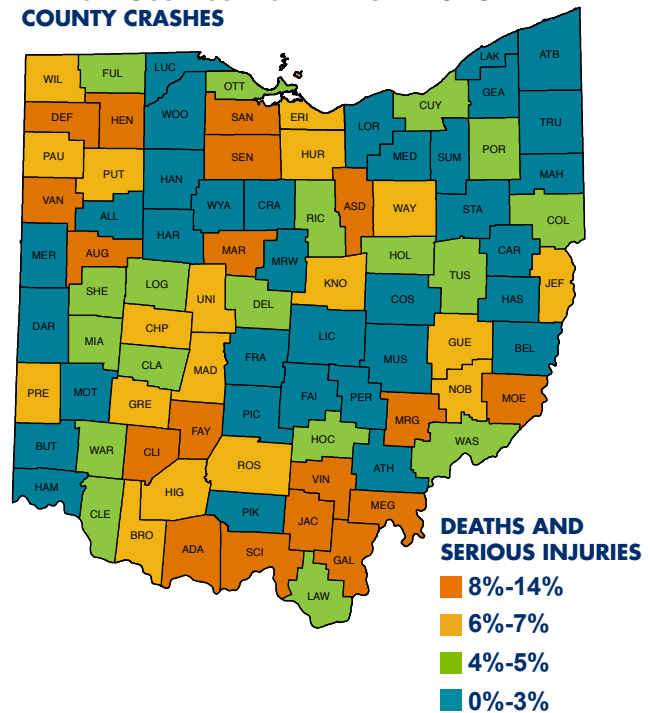 COUNTY CRASHES
LAK
ATB
LUC
FUL
WIL
OTT
GEA
CUY
DEF
HEN
WOO
SAN
ERI
LOR
TRU
MED
SUM
POR
PAU
PUT
SEN
HUR
HAN
MAH
VAN
ALL
WYA
CRA
RIC
ASD
WAY
STA
COL
HAR
MER
AUG
MAR
MRW
HOL
CAR
TUS
SHE
LOG
UNI
DEL
KNO
COS
HAS
JEF
DAR
CHP
MIA
LIC
GUE
BEL
CLA
FRA
MUS
MAD
PRE
MOT
GRE
FAI
PER
NOB
MOE
PIC
MRG
FAY
BUT
WAR
CLI
HOC
WAS
ROS
ATH
VIN
HAM
HIG
CLE
PIK
JAC
MEG
BRO
ADA
SCI
GAL
LAW
DEATHS AND
SERIOUS INJURIES
8%-14%
6%-7%
4%-5%
0%-3%